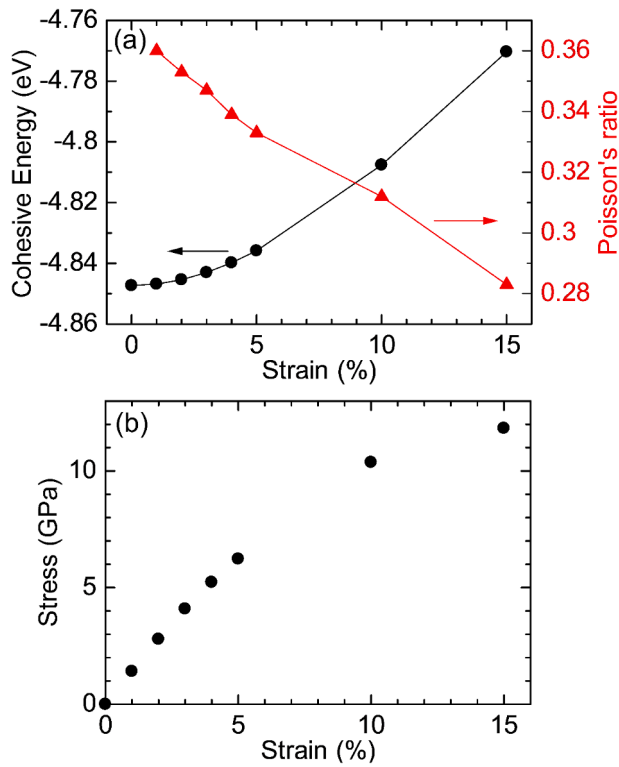 (a)
-4.76
-4.78
-4.8
-4.82
-4.84
-4.86
Cohesive Energy (eV)
0.36
0.34
0.32
0.3
0.28
Poisson's ratio
0 5 10 15
Strain (%)
(b)
10
5
0
Stress (GPa)
0 5 10 15
Strain (%)